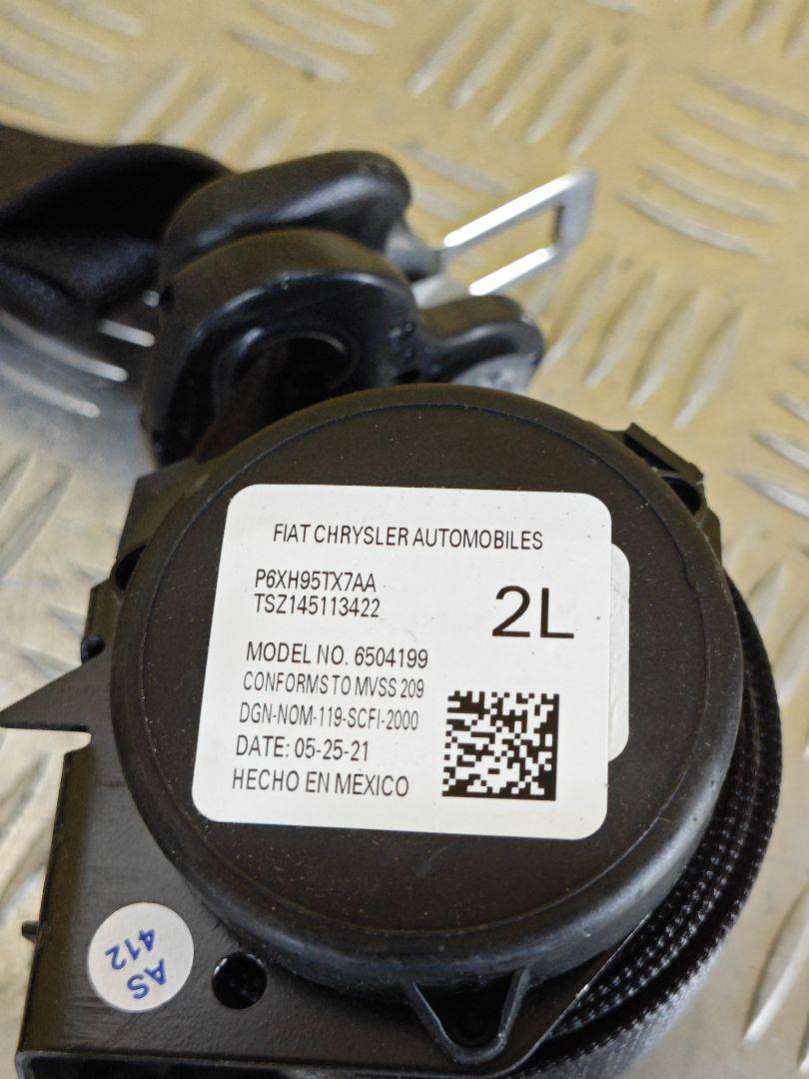 FIAT CHRYSLER AUTOMOBILES
P6XH95TX7AA
TSZ145113422
2L
MODEL NO. 6504199
CONFORMS TO MVSS 209
DGN-NOM-119-SCFI-2000
DATE: 05-25-21
HECHO EN MEXICO
AS
412